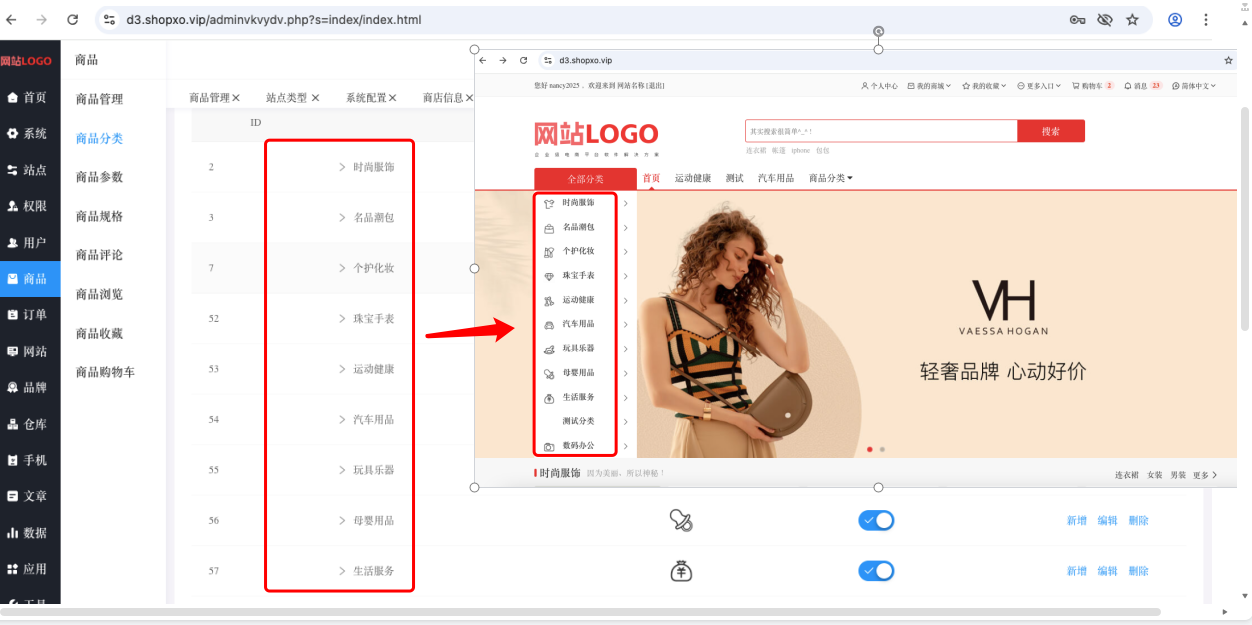 d3.shopxo.vip/adminvkvydv.php?s=index/index.html
网站LOGO
首页
系统
站点
权限
用户
商品
订单
网站
品牌
仓库
手机
文章
数据
应用
工具
商品
商品管理
商品分类
商品参数
商品规格
商品评论
商品浏览
商品收藏
商品购物车
商品管理 站点类型 系统配置 商店信息
ID
2 时尚服饰
3 名品潮包
7 个护化妆
52 珠宝手表
53 运动健康
54 汽车用品
55 玩具乐器
56 母婴用品 新增 编辑 删除
57 生活服务 新增 编辑 删除
d3.shopxo.vip
您好 nancy2025 ,欢迎来到 网站名称 [退出]
个人中心 我的商城 我的收藏 更多入口 购物车 2 消息 23 简体中文
网站LOGO
企业级电商平台软件解决方案
其实搜索很简单^_^ ! 搜索
连衣裙 帐篷 iphone 包包
全部分类 首页 运动健康 测试 汽车用品 商品分类
时尚服饰
名品潮包
个护化妆
珠宝手表
运动健康
汽车用品
玩具乐器
母婴用品
生活服务
测试分类
数码办公
VH
VAESSA HOGAN
轻奢品牌 心动好价
时尚服饰 因为美丽、所以神秘!
连衣裙 女装 男装 更多